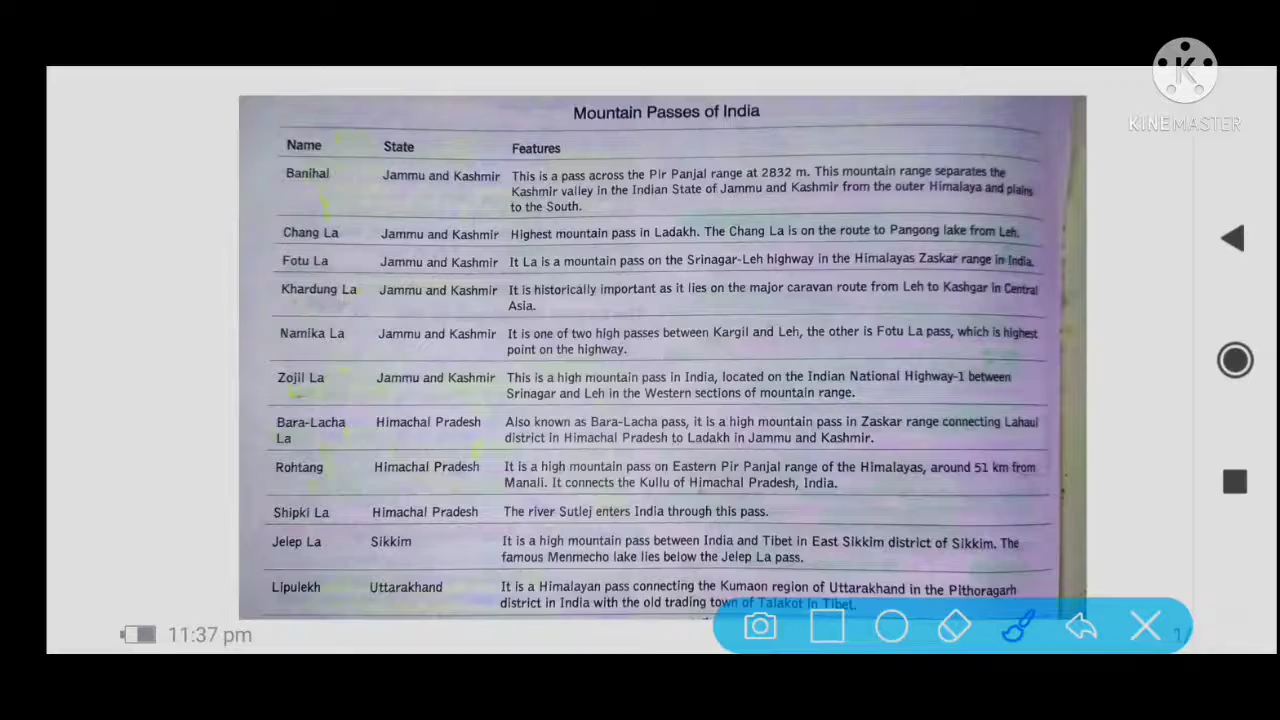 KINEMASTER
Mountain Passes of India
Name State Features
Banihal Jammu and Kashmir This is a pass across the Pir Panjal range at 2832 m. This mountain range separates the
Kashmir valley in the Indian State of Jammu and Kashmir from the outer Himalaya and plains
to the South.
Chang La Jammu and Kashmir Highest mountain pass in Ladakh. The Chang La is on the route to Pangong lake from Leh.
Fotu La Jammu and Kashmir It La is a mountain pass on the Srinagar-Leh highway in the Himalayas Zaskar range in India.
Khardung La Jammu and Kashmir It is historically important as it lies on the major caravan route from Leh to Kashgar in Central
Asia.
Namika La Jammu and Kashmir It is one of two high passes between Kargil and Leh, the other is Fotu La pass, which is highest
point on the highway.
Zojil La Jammu and Kashmir This is a high mountain pass in India, located on the Indian National Highway-1 between
Srinagar and Leh in the Western sections of mountain range.
Bara-Lacha Himachal Pradesh Also known as Bara-Lacha pass, it is a high mountain pass in Zaskar range connecting Lahaul
La district in Himachal Pradesh to Ladakh in Jammu and Kashmir.
Rohtang Himachal Pradesh It is a high mountain pass on Eastern Pir Panjal range of the Himalayas, around 51 km from
Manali. It connects the Kullu of Himachal Pradesh, India.
Shipki La Himachal Pradesh The river Sutlej enters India through this pass.
Jelep La Sikkim It is a high mountain pass between India and Tibet in East Sikkim district of Sikkim. The
famous Menmecho lake lies below the Jelep La pass.
Lipulekh Uttarakhand It is a Himalayan pass connecting the Kumaon region of Uttarakhand in the Pithoragarh
district in India with the old trading town of Talakot in Tibet.
11:37 pm